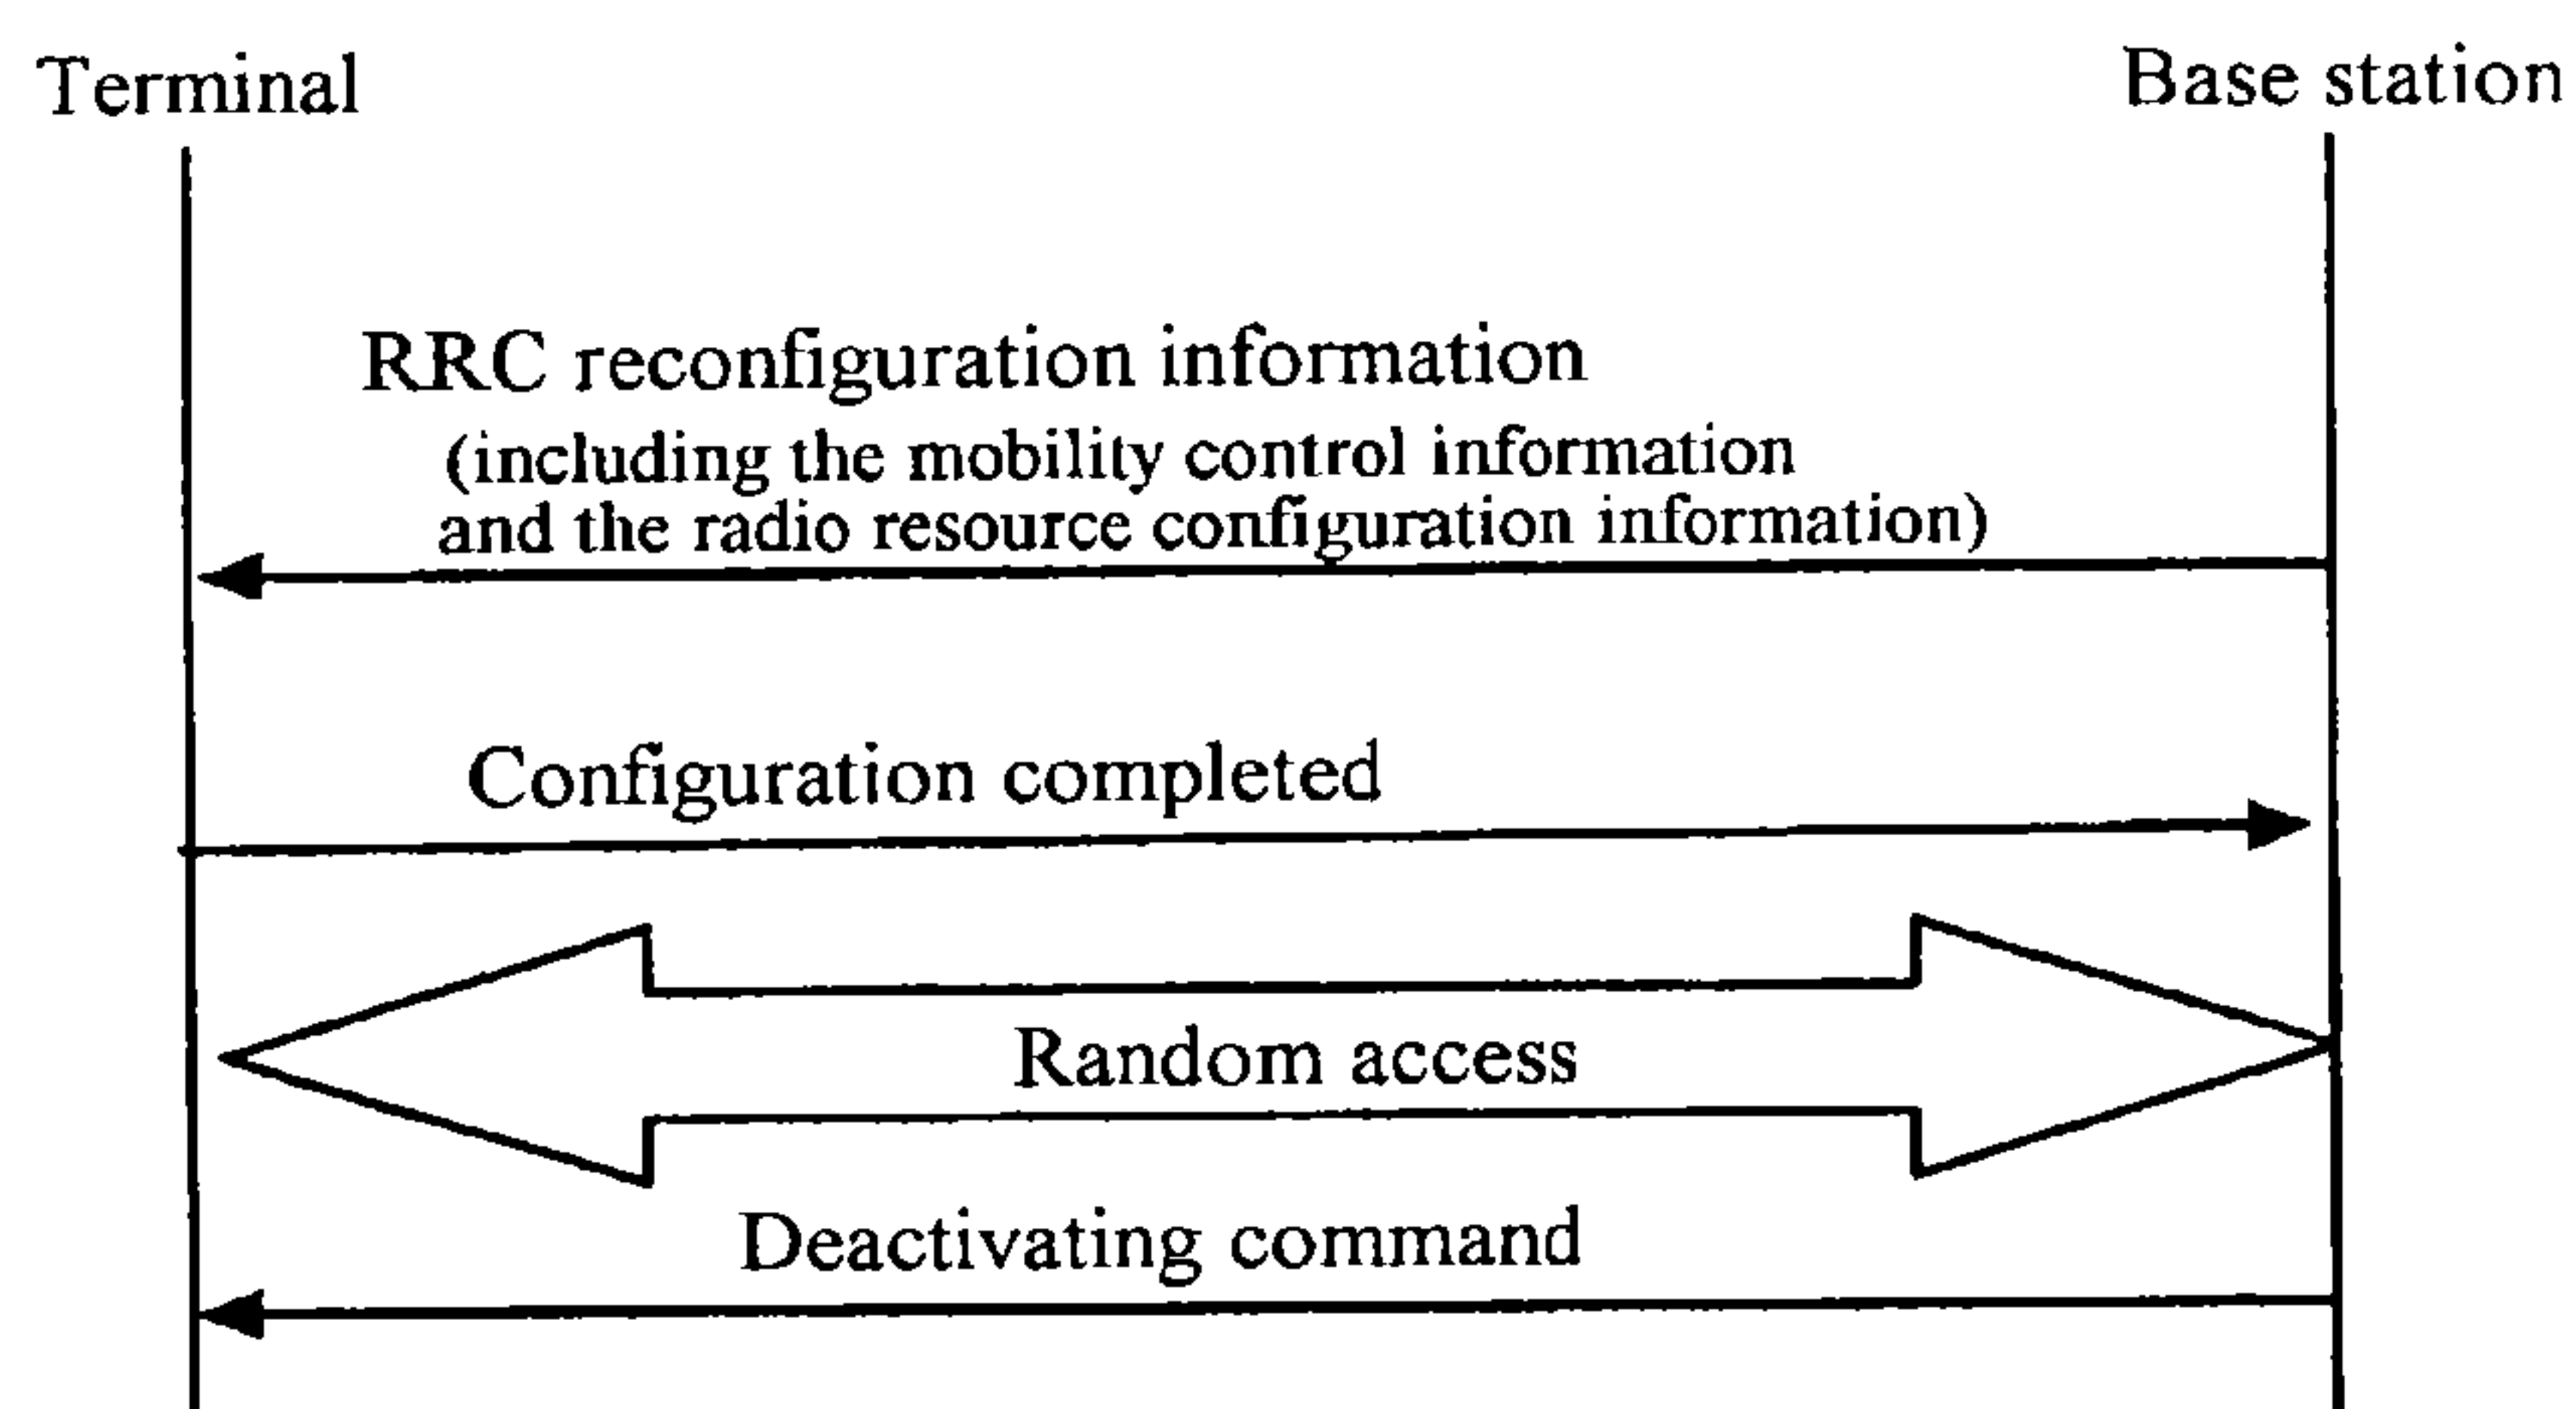 Terminal
Base station
RRC reconfiguration information
(including the mobility control information
and the radio resource configuration information)
Configuration completed
Random access
Deactivating command